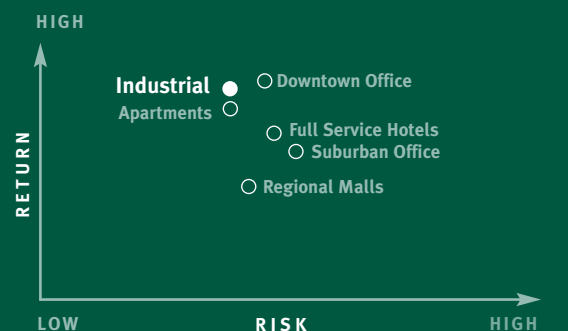 HIGH
Downtown Office
Industrial
Apartments
Full Service Hotels
Suburban Office
Regional Malls
RETURN
LOW
RISK
HIGH